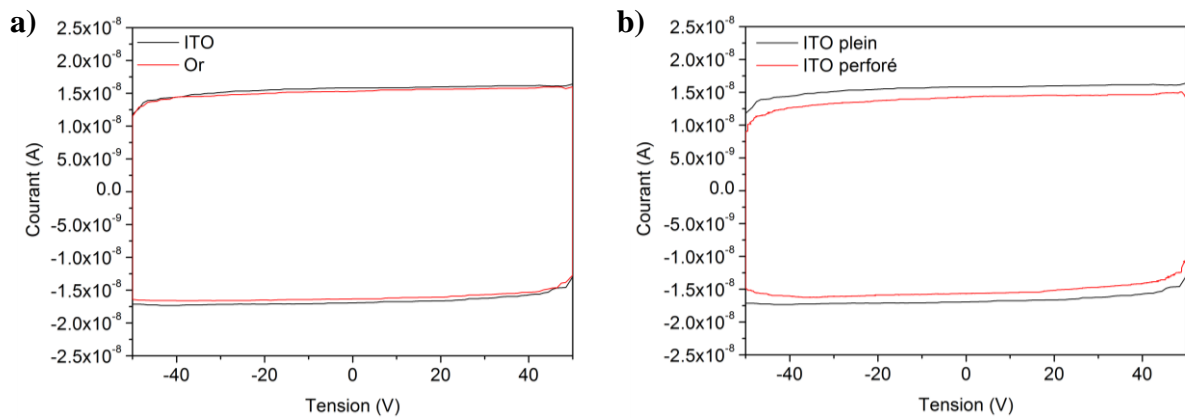 a)
ITO
Or
2.5x10⁻⁸
2.0x10⁻⁸
1.5x10⁻⁸
1.0x10⁻⁸
5.0x10⁻⁹
0.0
-5.0x10⁻⁹
-1.0x10⁻⁸
-1.5x10⁻⁸
-2.0x10⁻⁸
-2.5x10⁻⁸
Courant (A)
-40 -20 0 20 40
Tension (V)
b)
ITO plein
ITO perforé
2.5x10⁻⁸
2.0x10⁻⁸
1.5x10⁻⁸
1.0x10⁻⁸
5.0x10⁻⁹
0.0
-5.0x10⁻⁹
-1.0x10⁻⁸
-1.5x10⁻⁸
-2.0x10⁻⁸
-2.5x10⁻⁸
Courant (A)
-40 -20 0 20 40
Tension (V)